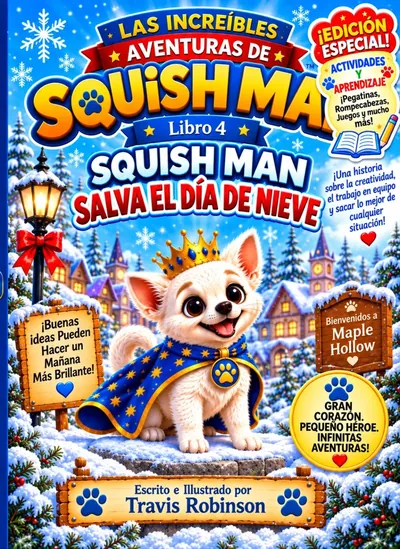 LAS INCREÍBLES
AVENTURAS DE
SQUiSH MAN
™
Libro 4
SQUISH MAN
SALVA EL DÍA DE NIEVE
¡EDICIÓN
ESPECIAL!
ACTIVIDADES
Y
APRENDIZAJE
¡Pegatinas,
Rompecabezas,
Juegos y mucho
más!
¡Una historia
sobre la creatividad,
el trabajo en equipo
y sacar lo mejor de
cualquier
situación!
¡Buenas
ideas Pueden
Hacer un
Mañana
Más Brillante!
Bienvenidos a
Maple
Hollow
GRAN
CORAZÓN.
PEQUEÑO HÉROE.
INFINITAS
AVENTURAS!
Escrito e Illustrado por
Travis Robinson